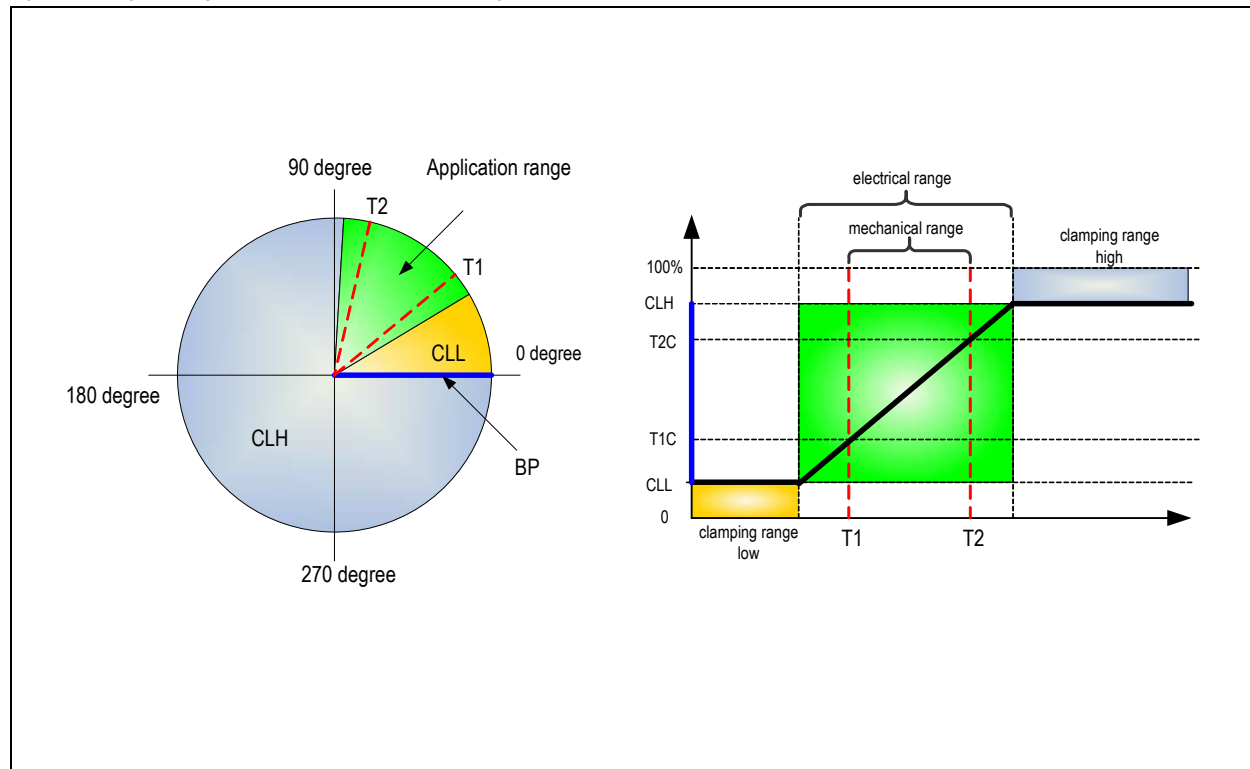 90 degree
Application range
T2
T1
CLL
0 degree
180 degree
CLH
BP
270 degree
electrical range
mechanical range
clamping range
high
100%
CLH
T2C
T1C
CLL
0
clamping range
low
T1
T2